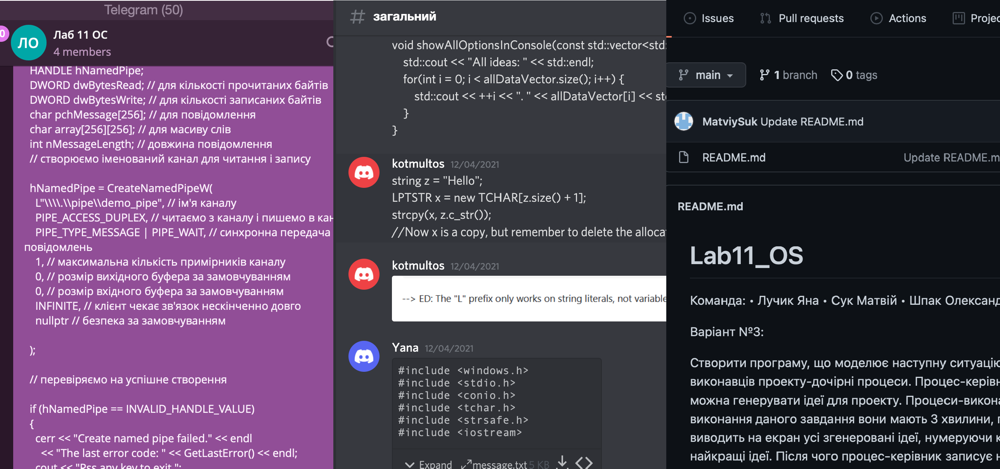 Telegram (50)
0
ЛО
Лаб 11 ОС
4 members
HANDLE hNamedPipe;
DWORD dwBytesRead; // для кількості прочитаних байтів
DWORD dwBytesWrite; // для кількості записаних байтів
char pchMessage[256]; // для повідомлення
char array[256][256]; // для масиву слів
int nMessageLength; // довжина повідомлення
// створюємо іменований канал для читання і запису
hNamedPipe = CreateNamedPipeW(
L"\\\\.\\pipe\\demo_pipe", // ім'я каналу
PIPE_ACCESS_DUPLEX, // читаємо з каналу і пишемо в кан
PIPE_TYPE_MESSAGE | PIPE_WAIT, // синхронна передача
повідомлень
1, // максимальна кількість примірників каналу
0, // розмір вихідного буфера за замовчуванням
0, // розмір вхідного буфера за замовчуванням
INFINITE, // клієнт чекає зв'язок нескінченно довго
nullptr // безпека за замовчуванням
);
// перевіряємо на успішне створення
if (hNamedPipe == INVALID_HANDLE_VALUE)
{
cerr << "Create named pipe failed." << endl
<< "The last error code: " << GetLastError() << endl;
cout << "Pss any key to exit.";
# загальний
void showAllOptionsInConsole(const std::vector<std:
std::cout << "All ideas: " << std::endl;
for(int i = 0; i < allDataVector.size(); i++) {
std::cout << ++i << ". " << allDataVector[i] << st
}
}
kotmultos 12/04/2021
string z = "Hello";
LPTSTR x = new TCHAR[z.size() + 1];
strcpy(x, z.c_str());
//Now x is a copy, but remember to delete the alloca
kotmultos 12/04/2021
--> ED: The "L" prefix only works on string literals, not variable
Yana 12/04/2021
#include <windows.h>
#include <stdio.h>
#include <conio.h>
#include <tchar.h>
#include <strsafe.h>
#include <iostream>
Expand message.txt 5 KB
Issues Pull requests Actions Projec
main 1 branch 0 tags
MatviySuk Update README.md
README.md Update README.m
README.md
Lab11_OS
Команда: • Лучик Яна • Сук Матвій • Шпак Олександ
Варіант №3:
Створити програму, що моделює наступну ситуацію
виконавців проекту-дочірні процеси. Процес-керівн
можна генерувати ідеї для проекту. Процеси-викона
виконання даного завдання вони мають 3 хвилини, п
виводить на екран усі згенеровані ідеї, нумеруючи к
найкращі ідеї. Після чого процес-керівник записує н